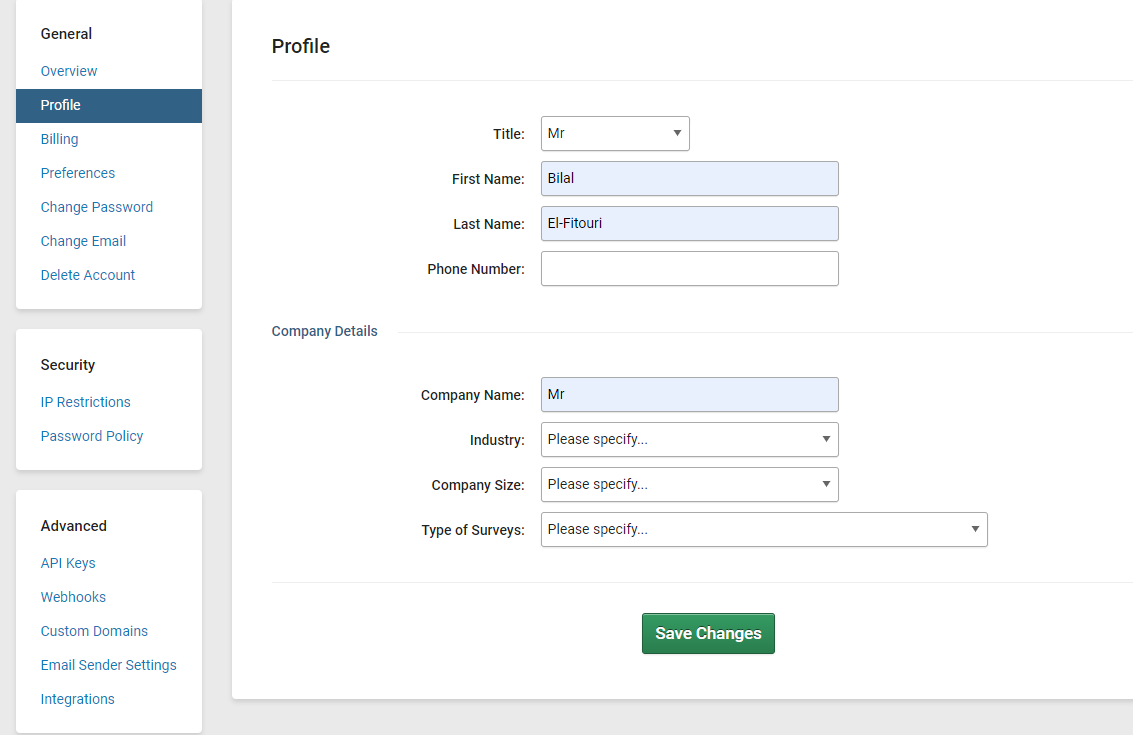 General
Overview
Profile
Billing
Preferences
Change Password
Change Email
Delete Account
Security
IP Restrictions
Password Policy
Advanced
API Keys
Webhooks
Custom Domains
Email Sender Settings
Integrations
Profile
Title: Mr
First Name: Bilal
Last Name: El-Fitouri
Phone Number:
Company Details
Company Name: Mr
Industry: Please specify...
Company Size: Please specify...
Type of Surveys: Please specify...
Save Changes